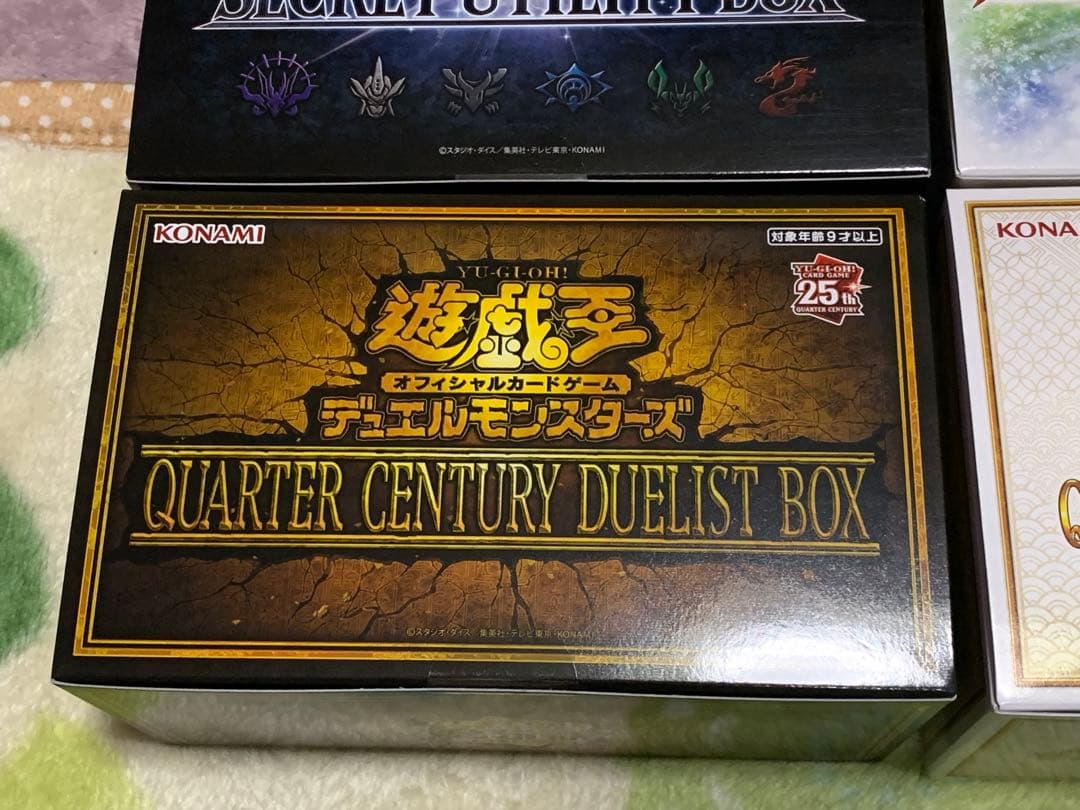 SECRET UTILITY BOX
©スタジオ・ダイス/集英社・テレビ東京・KONAMI
KONAMI
対象年齢9才以上
YU-GI-OH!
CARD GAME
25th
QUARTER CENTURY
YU-GI-OH!
遊戯王
オフィシャルカードゲーム
デュエルモンスターズ
QUARTER CENTURY DUELIST BOX
©スタジオ・ダイス/集英社・テレビ東京・KONAMI
KONA